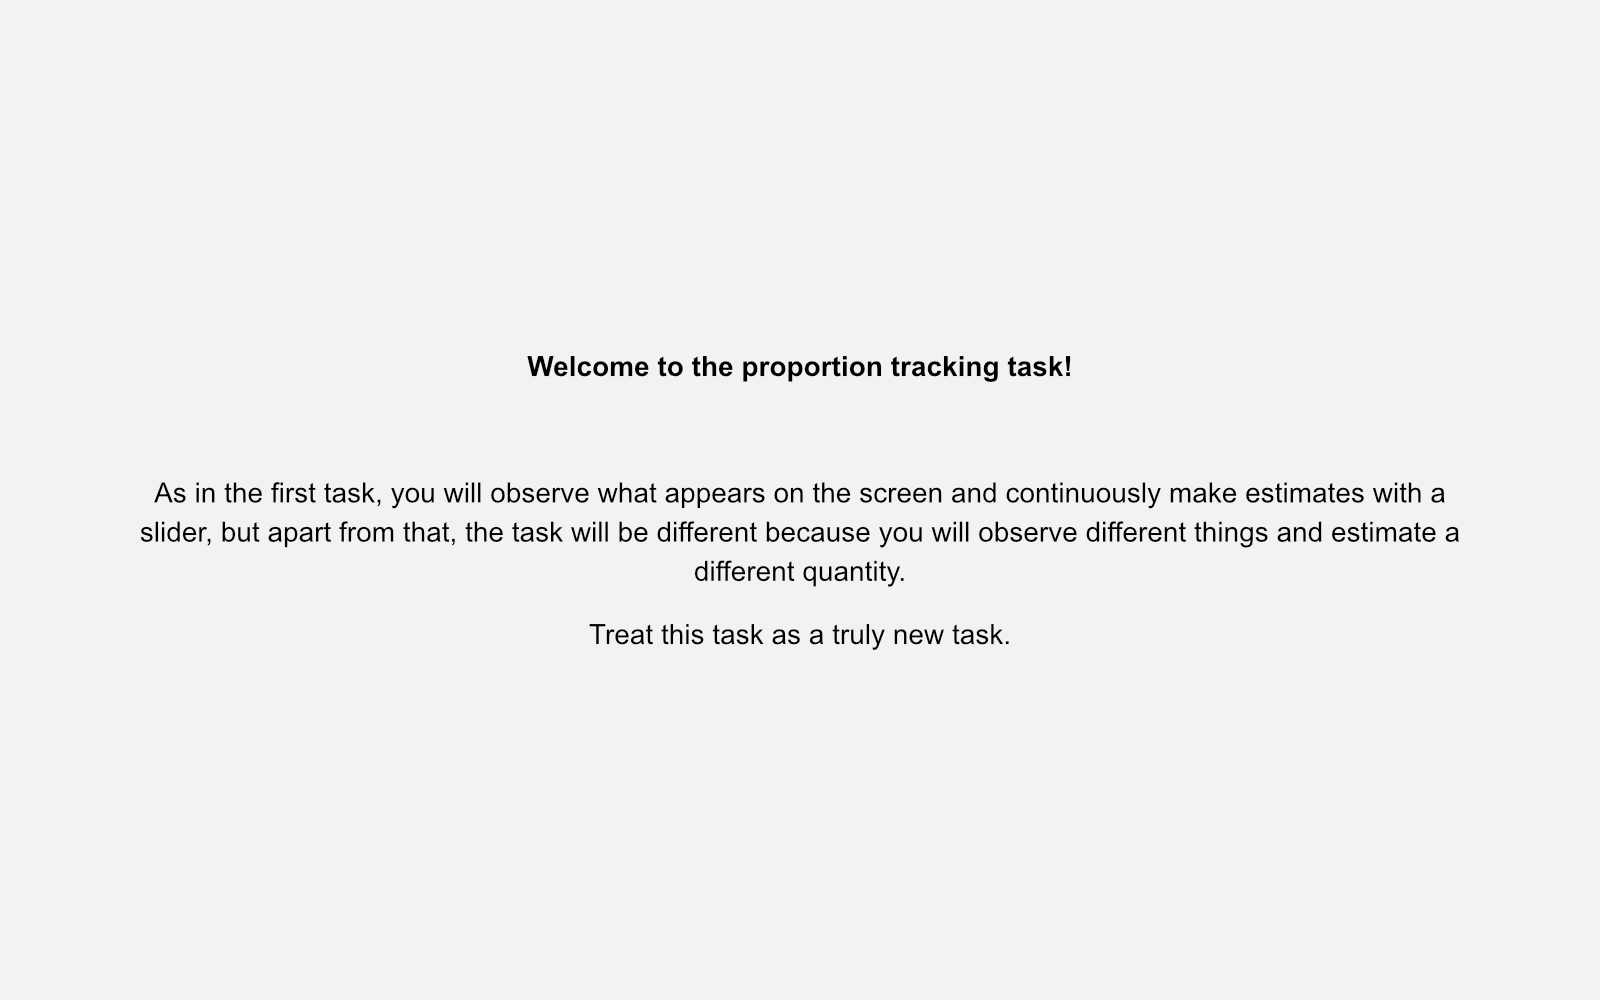 Welcome to the proportion tracking task!
As in the first task, you will observe what appears on the screen and continuously make estimates with a
slider, but apart from that, the task will be different because you will observe different things and estimate a
different quantity.
Treat this task as a truly new task.